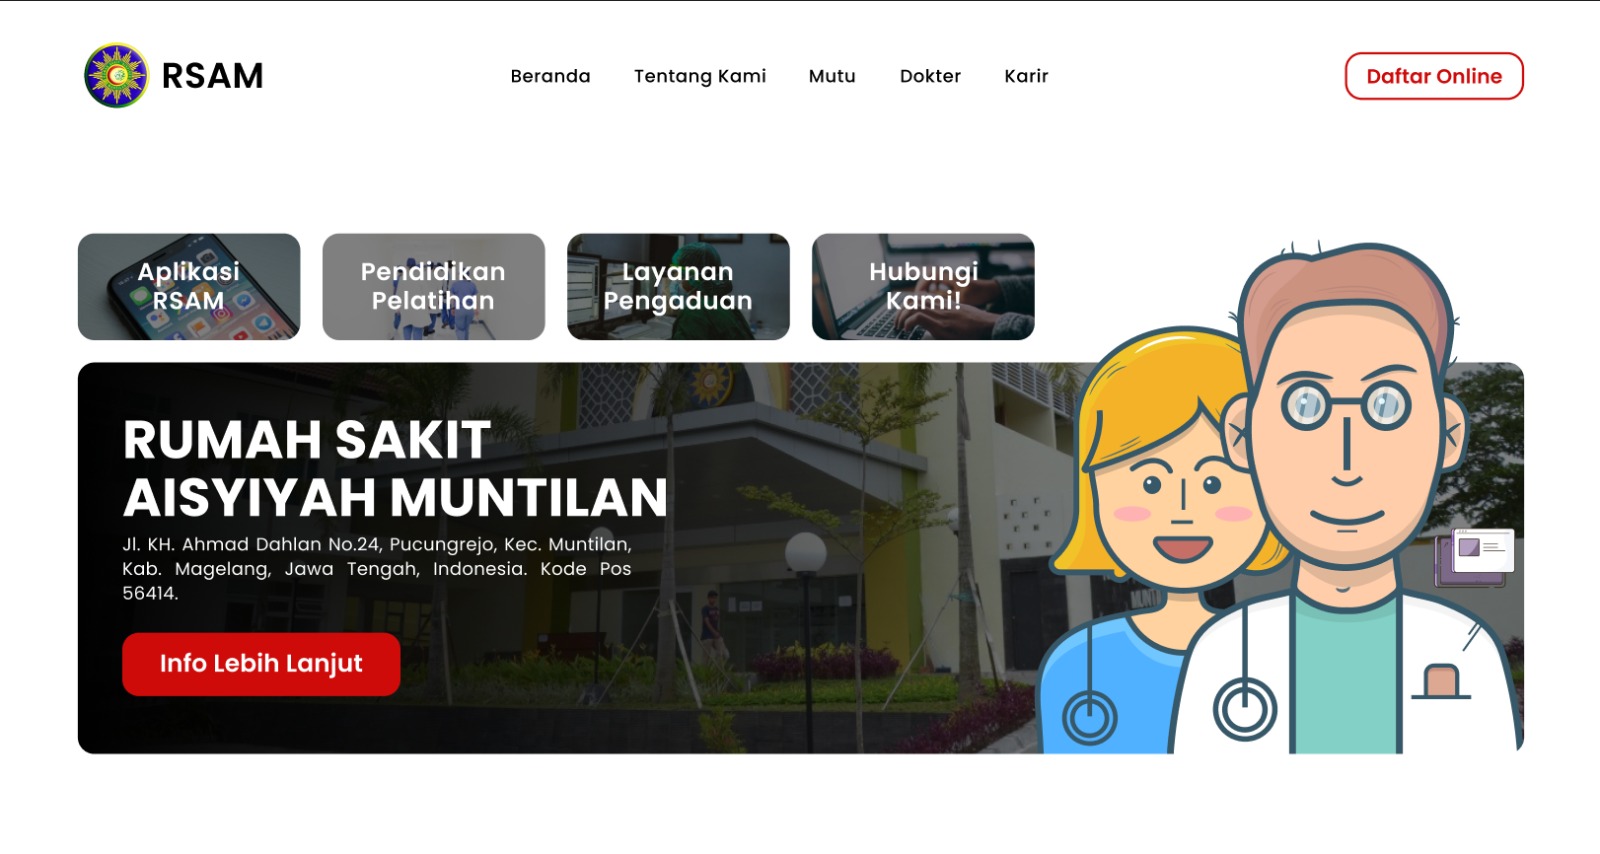 RSAM
Beranda
Tentang Kami
Mutu
Dokter
Karir
Daftar Online
Aplikasi
RSAM
Pendidikan
Pelatihan
Layanan
Pengaduan
Hubungi
Kami!
RUMAH SAKIT
AISYIYAH MUNTILAN
Jl. KH. Ahmad Dahlan No.24, Pucungrejo, Kec. Muntilan,
Kab. Magelang, Jawa Tengah, Indonesia. Kode Pos
56414.
Info Lebih Lanjut